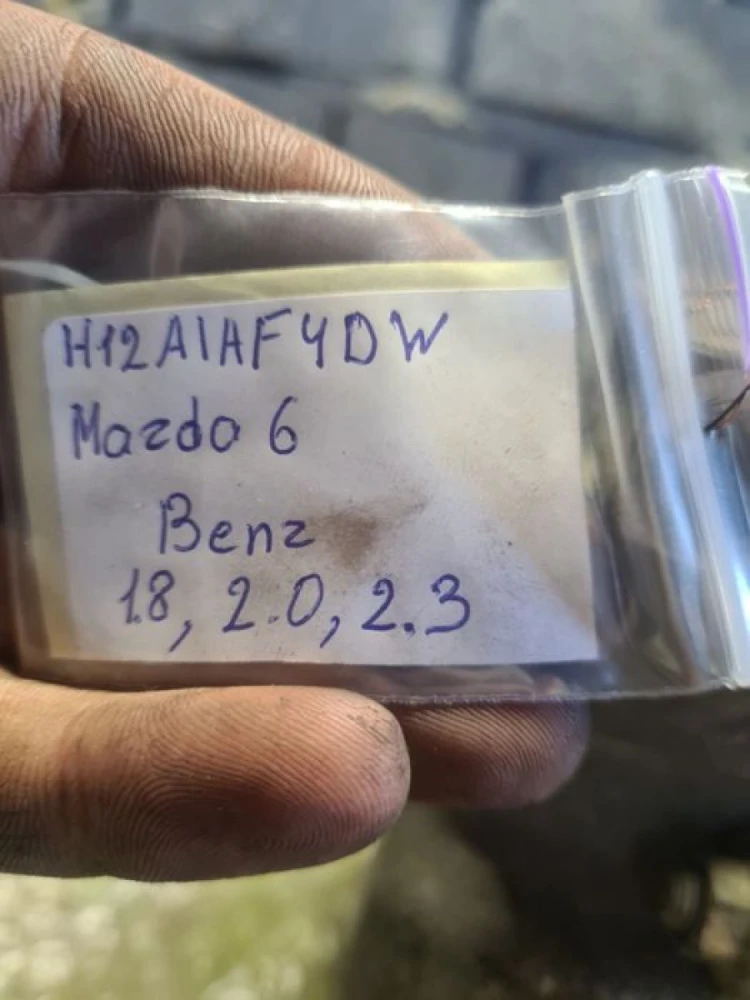 H12A1AF4DW
Mazda 6
Benz
1.8, 2.0, 2.3